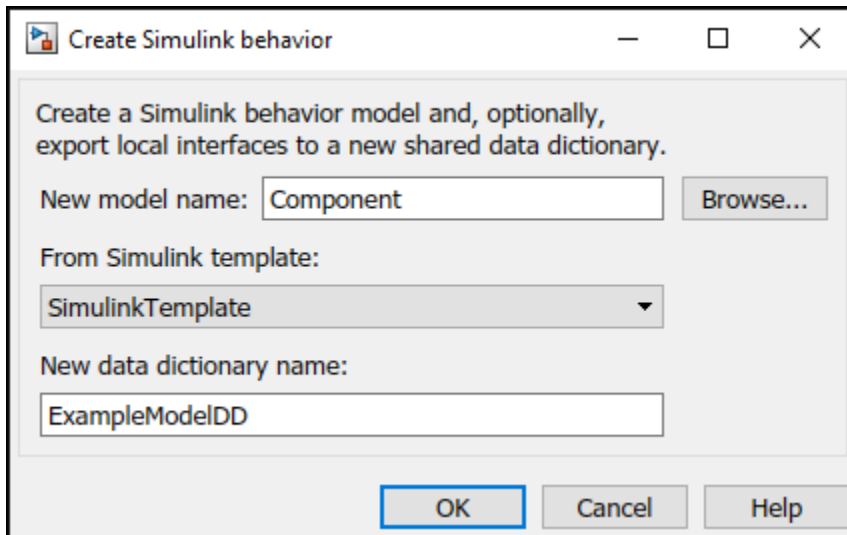 Create Simulink behavior
Create a Simulink behavior model and, optionally,
export local interfaces to a new shared data dictionary.
New model name: Component Browse...
From Simulink template:
SimulinkTemplate
New data dictionary name:
ExampleModelDD
OK Cancel Help